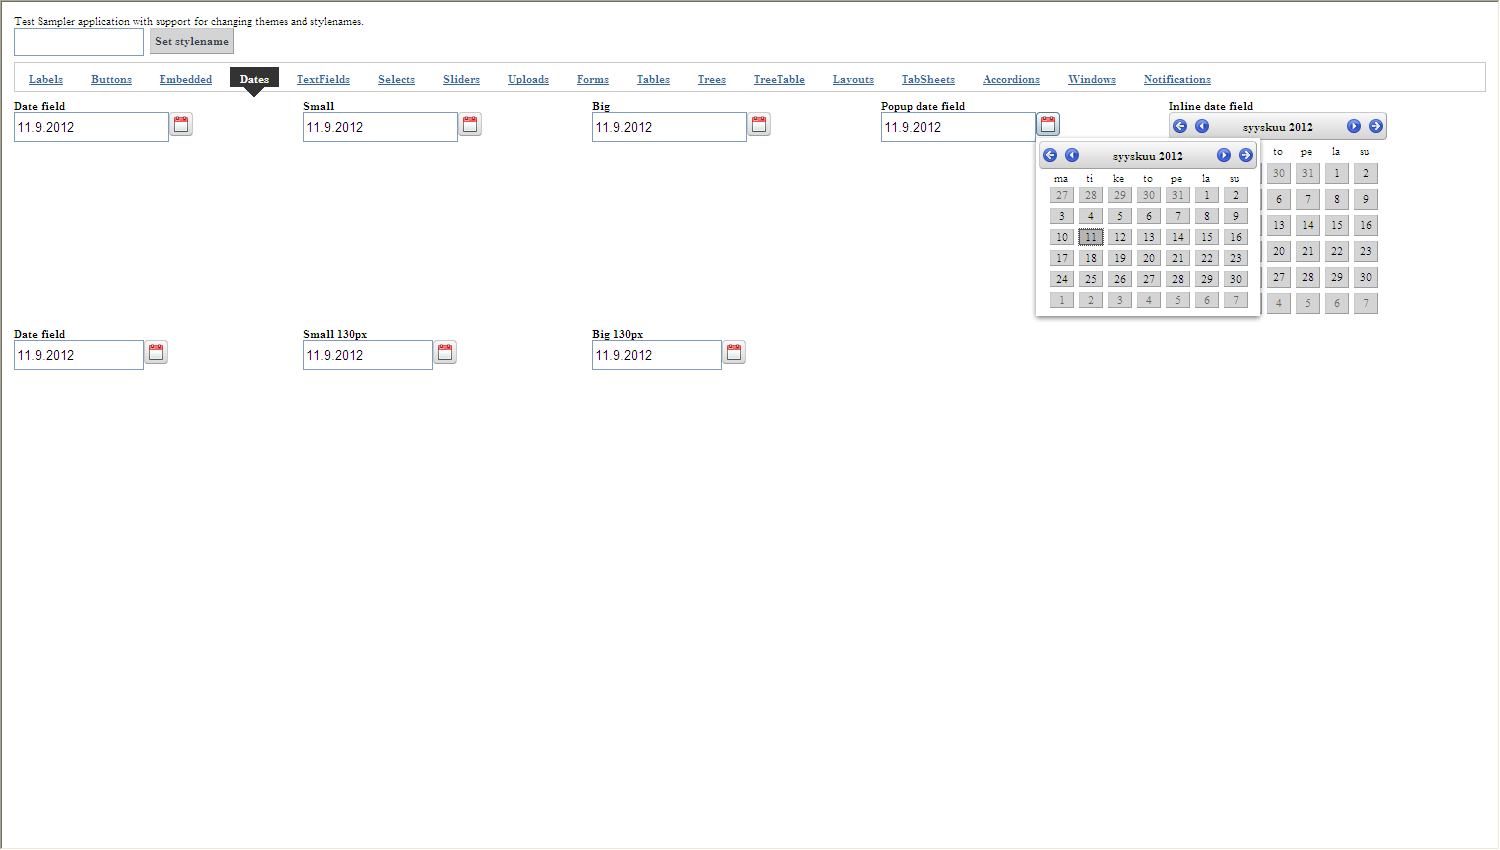 Test Sampler application with support for changing themes and stylenames.
Set stylename
Labels Buttons Embedded Dates TextFields Selects Sliders Uploads Forms Tables Trees TreeTable Layouts TabSheets Accordions Windows Notifications
Date field Small Big Popup date field Inline date field
11.9.2012 11.9.2012 11.9.2012 11.9.2012 syyskuu 2012
syyskuu 2012
ma ti ke to pe la su
27 28 29 30 31 1 2
3 4 5 6 7 8 9
10 11 12 13 14 15 16
17 18 19 20 21 22 23
24 25 26 27 28 29 30
1 2 3 4 5 6 7
to pe la su
30 31 1 2
6 7 8 9
13 14 15 16
20 21 22 23
27 28 29 30
4 5 6 7
Date field Small 130px Big 130px
11.9.2012 11.9.2012 11.9.2012